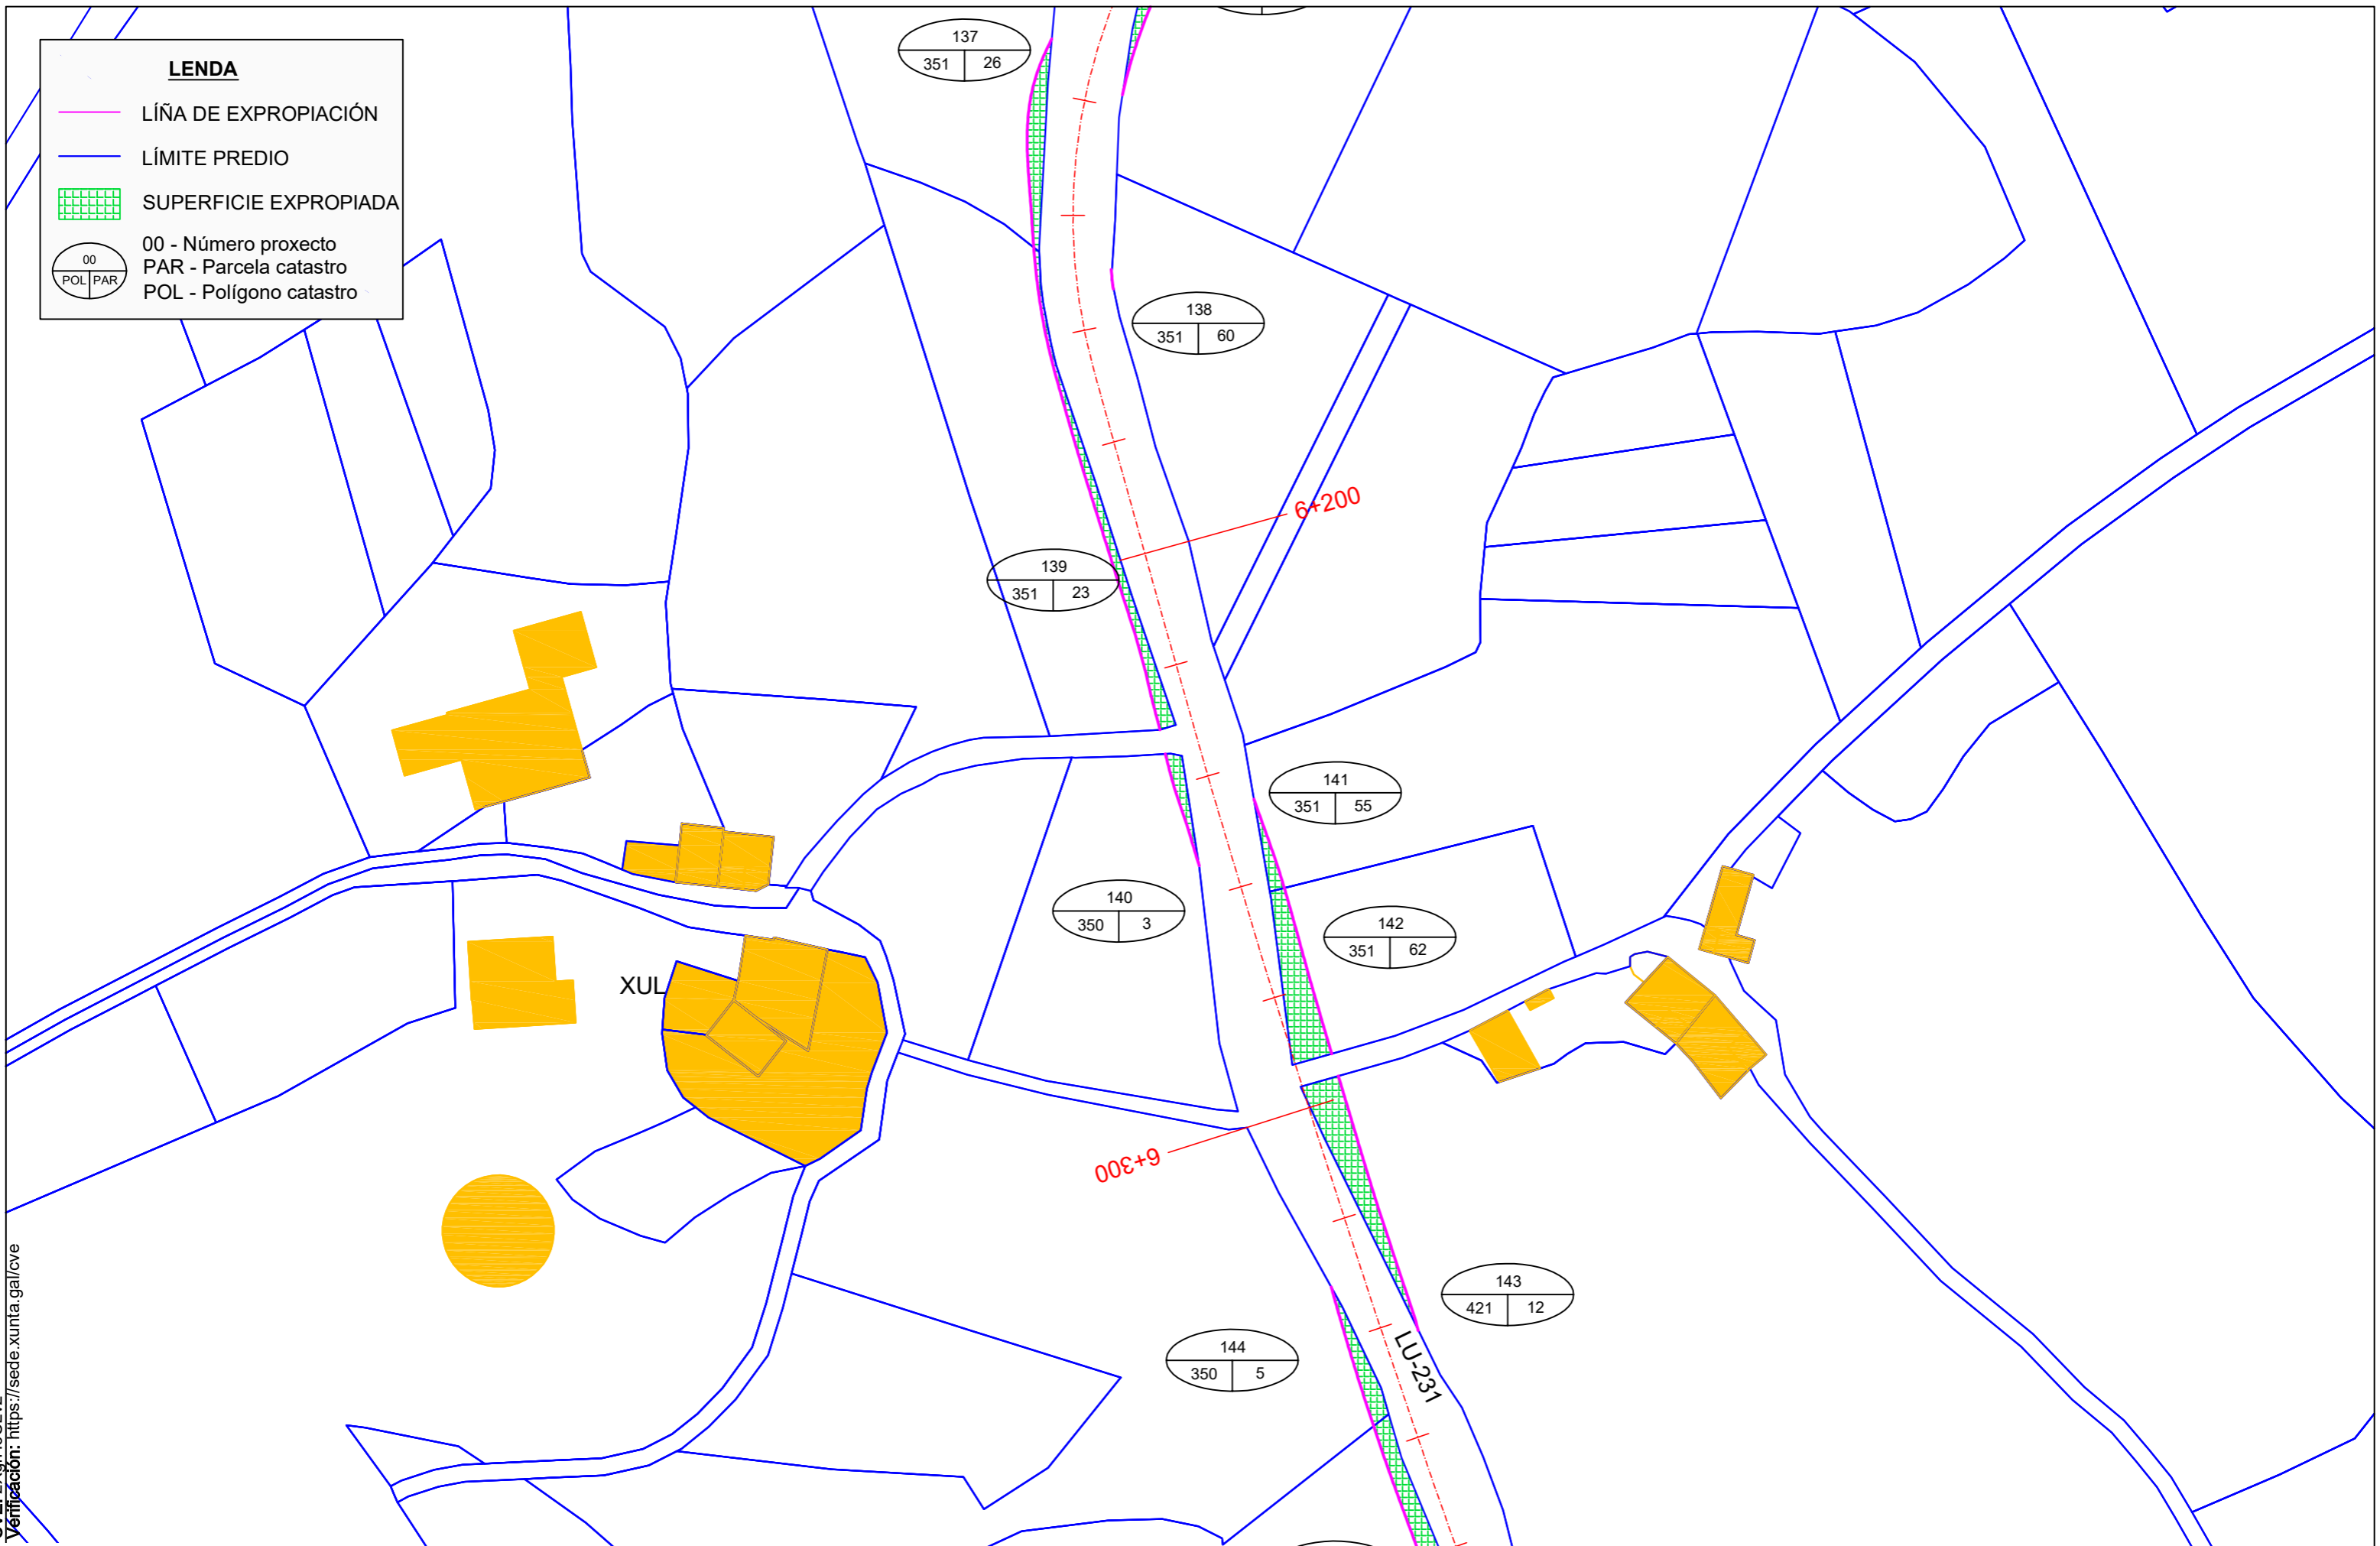 LENDA
LÍÑA DE EXPROPIACIÓN
LÍMITE PREDIO
SUPERFICIE EXPROPIADA
00
POL PAR
00 - Número proxecto
PAR - Parcela catastro
POL - Polígono catastro
137
351 26
138
351 60
6+200
139
351 23
141
351 55
140
350 3
142
351 62
XUL
6+300
143
421 12
144
350 5
LU-231
Verificación: https://sede.xunta.gal/cve